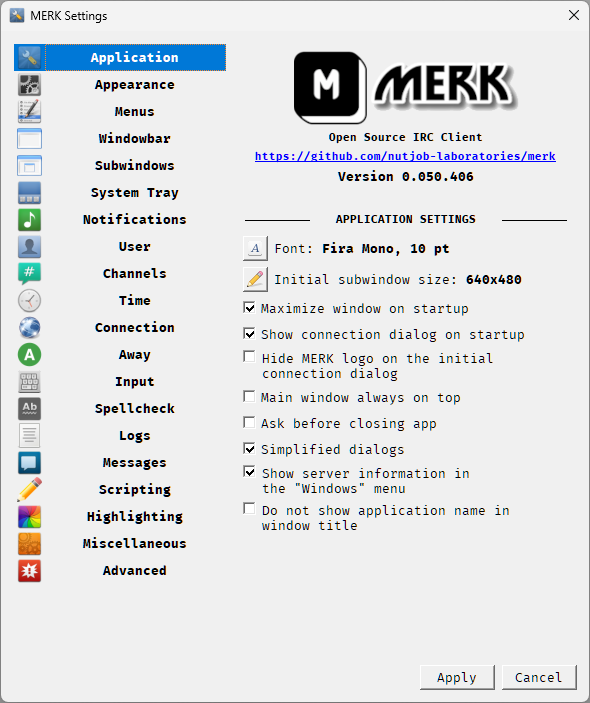 MERK Settings
Application
Appearance
Menus
Windowbar
Subwindows
System Tray
Notifications
User
# Channels
Time
Connection
A Away
Input
Ab Spellcheck
Logs
Messages
Scripting
Highlighting
Miscellaneous
Advanced
M MERK
Open Source IRC Client
https://github.com/nutjob-laboratories/merk
Version 0.050.406
APPLICATION SETTINGS
A Font: Fira Mono, 10 pt
Initial subwindow size: 640x480
Maximize window on startup
Show connection dialog on startup
Hide MERK logo on the initial
connection dialog
Main window always on top
Ask before closing app
Simplified dialogs
Show server information in
the "Windows" menu
Do not show application name in
window title
Apply Cancel